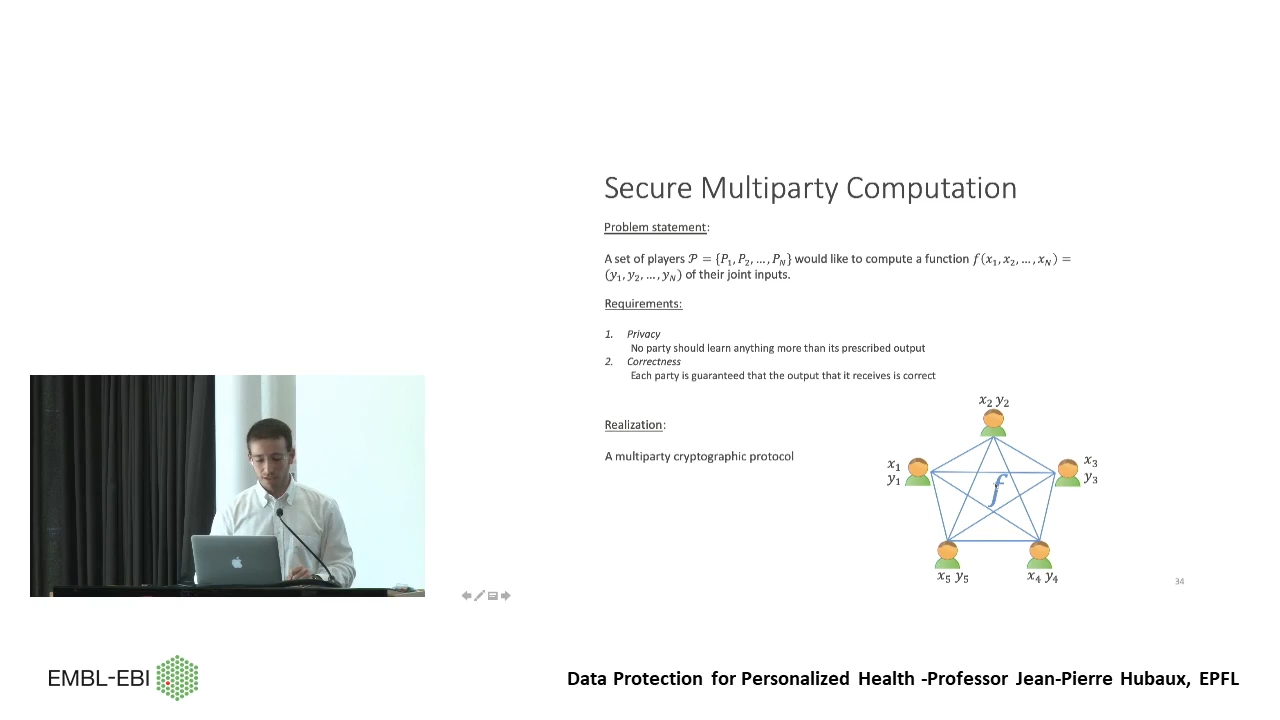 Secure Multiparty Computation
Problem statement:
A set of players 𝒫 = {P₁, P₂, …, P_N} would like to compute a function f(x₁, x₂, …, x_N) =
(y₁, y₂, …, y_N) of their joint inputs.
Requirements:
1. Privacy
No party should learn anything more than its prescribed output
2. Correctness
Each party is guaranteed that the output that it receives is correct
Realization:
A multiparty cryptographic protocol
x₂ y₂
x₁
y₁
x₃
y₃
f
x₅ y₅
x₄ y₄
34
EMBL-EBI
Data Protection for Personalized Health -Professor Jean-Pierre Hubaux, EPFL